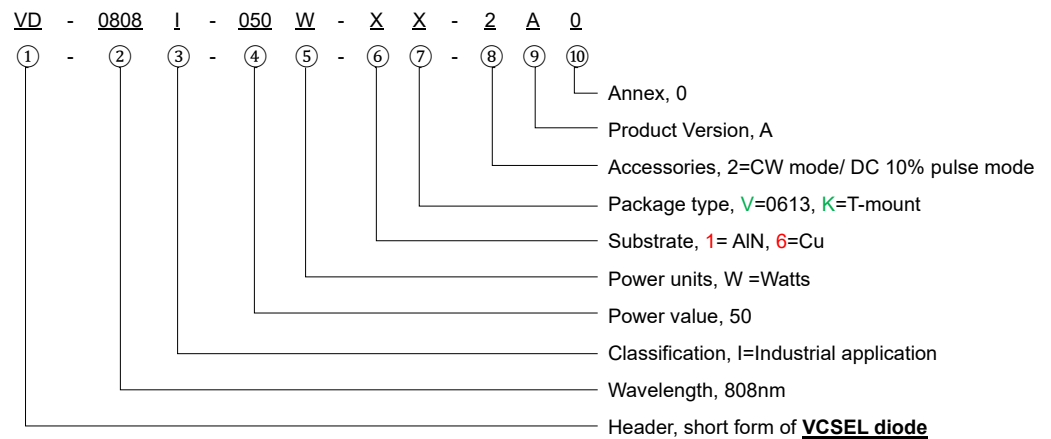 VD - 0808 I - 050 W - X X - 2 A 0
① - ② ③ - ④ ⑤ - ⑥ ⑦ - ⑧ ⑨ ⑩
Annex, 0
Product Version, A
Accessories, 2=CW mode/ DC 10% pulse mode
Package type, V=0613, K=T-mount
Substrate, 1= AlN, 6=Cu
Power units, W =Watts
Power value, 50
Classification, I=Industrial application
Wavelength, 808nm
Header, short form of VCSEL diode